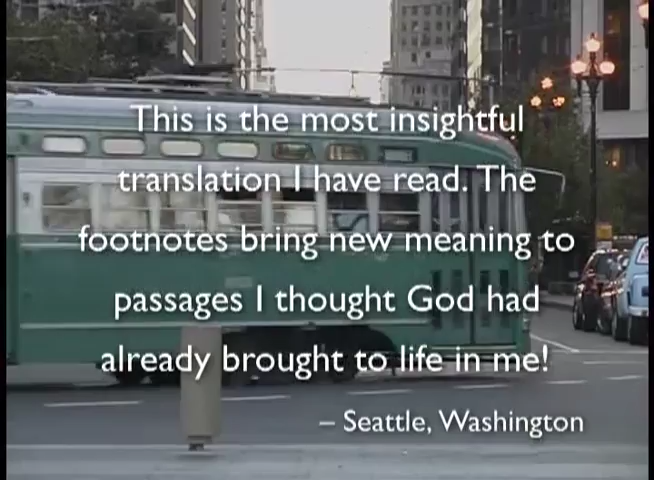 This is the most insightful
translation I have read. The
footnotes bring new meaning to
passages I thought God had
already brought to life in me!
– Seattle, Washington